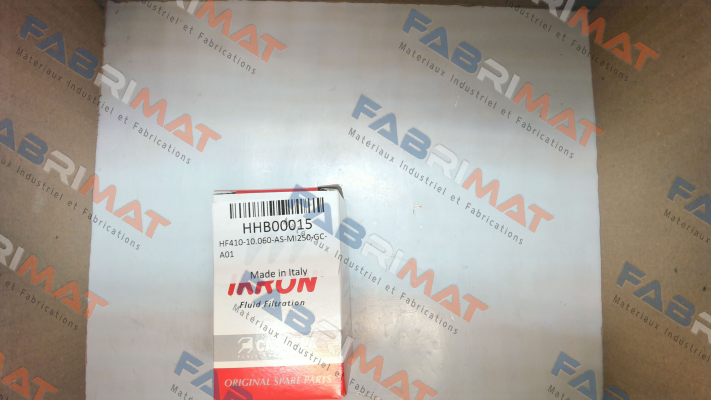 HHB00015
HF410-10.060-AS-MI250-GC-
A01
Made in Italy
IKRON
Fluid Filtration
ORIGINAL SPARE PARTS
FABRIMAT
Matériaux Industriel et Fabrications